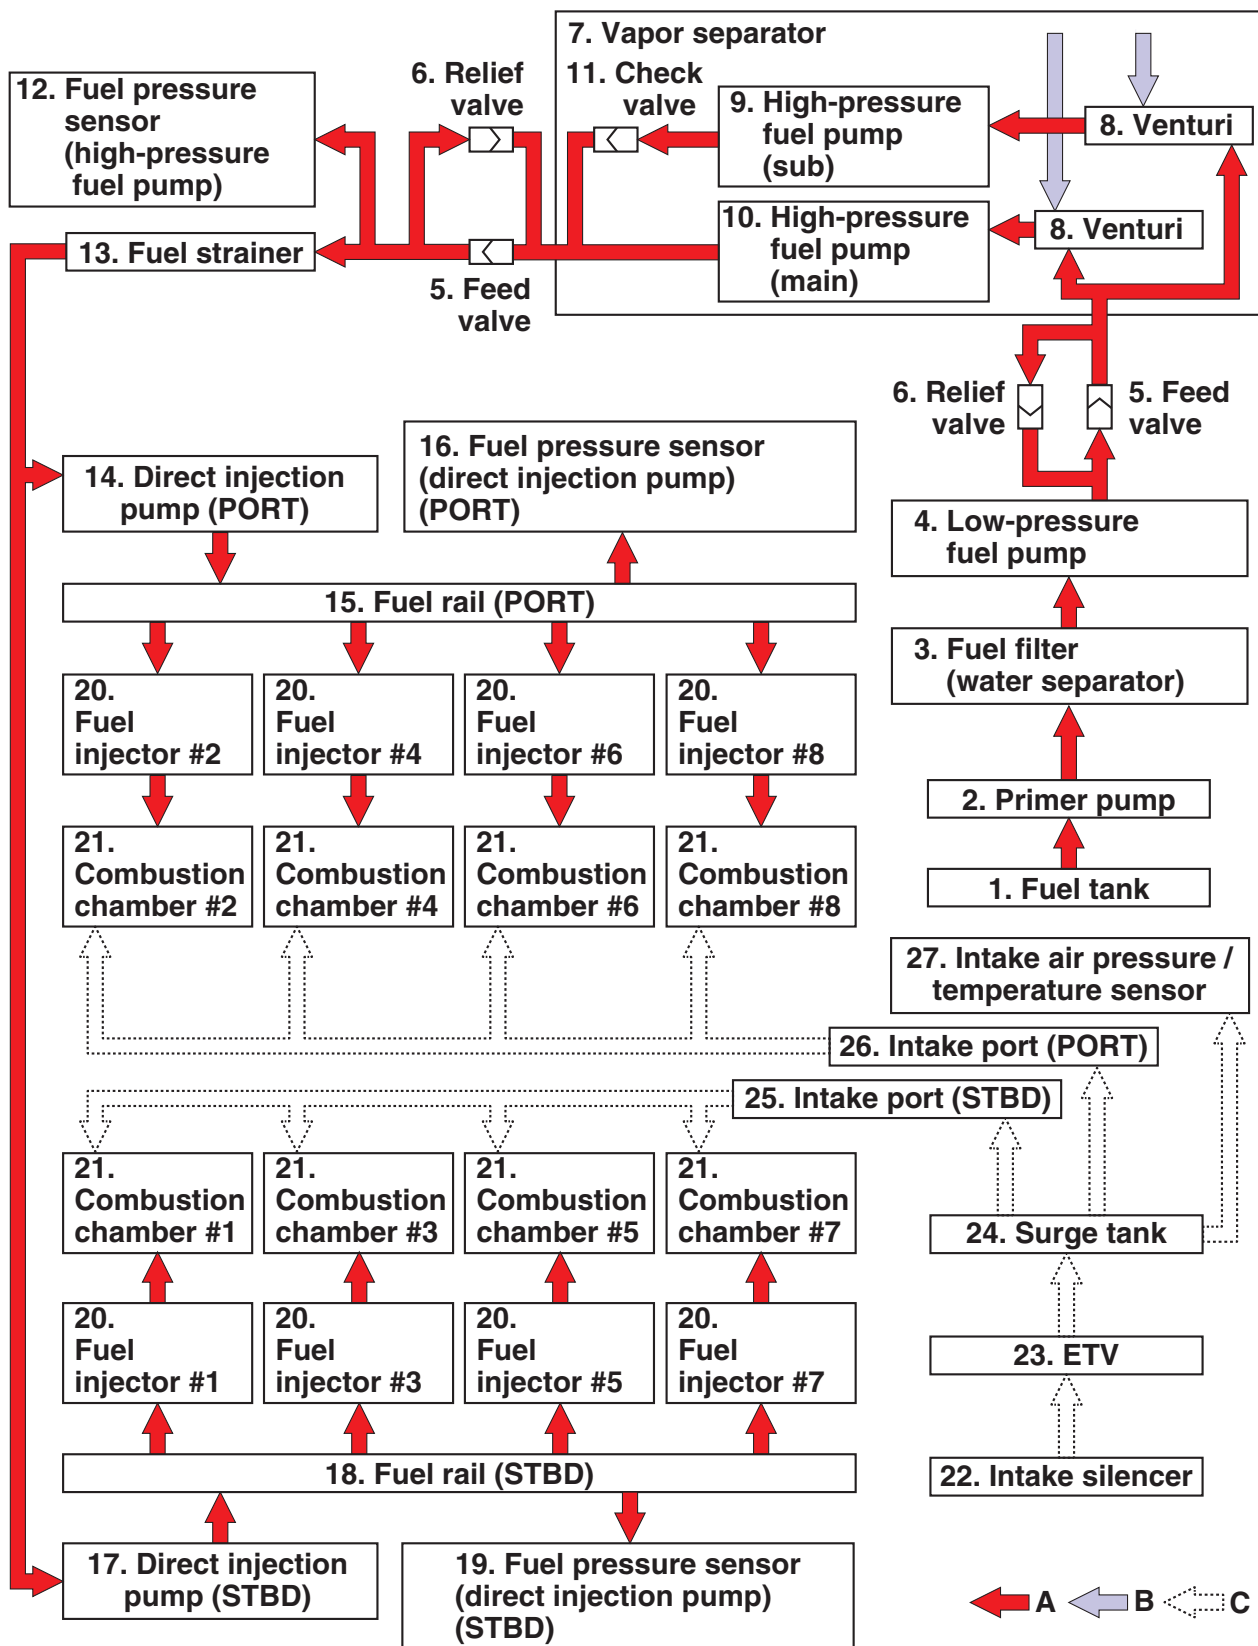 7. Vapor separator
6. Relief
valve
11. Check
valve
12. Fuel pressure
sensor
(high-pressure
fuel pump)
9. High-pressure
fuel pump
(sub)
8. Venturi
10. High-pressure
fuel pump
(main)
8. Venturi
13. Fuel strainer
5. Feed
valve
6. Relief
valve
5. Feed
valve
14. Direct injection
pump (PORT)
16. Fuel pressure sensor
(direct injection pump)
(PORT)
4. Low-pressure
fuel pump
15. Fuel rail (PORT)
3. Fuel filter
(water separator)
20.
Fuel
injector #2
20.
Fuel
injector #4
20.
Fuel
injector #6
20.
Fuel
injector #8
2. Primer pump
21.
Combustion
chamber #2
21.
Combustion
chamber #4
21.
Combustion
chamber #6
21.
Combustion
chamber #8
1. Fuel tank
27. Intake air pressure /
temperature sensor
26. Intake port (PORT)
25. Intake port (STBD)
21.
Combustion
chamber #1
21.
Combustion
chamber #3
21.
Combustion
chamber #5
21.
Combustion
chamber #7
24. Surge tank
20.
Fuel
injector #1
20.
Fuel
injector #3
20.
Fuel
injector #5
20.
Fuel
injector #7
23. ETV
18. Fuel rail (STBD)
22. Intake silencer
17. Direct injection
pump (STBD)
19. Fuel pressure sensor
(direct injection pump)
(STBD)
A B C